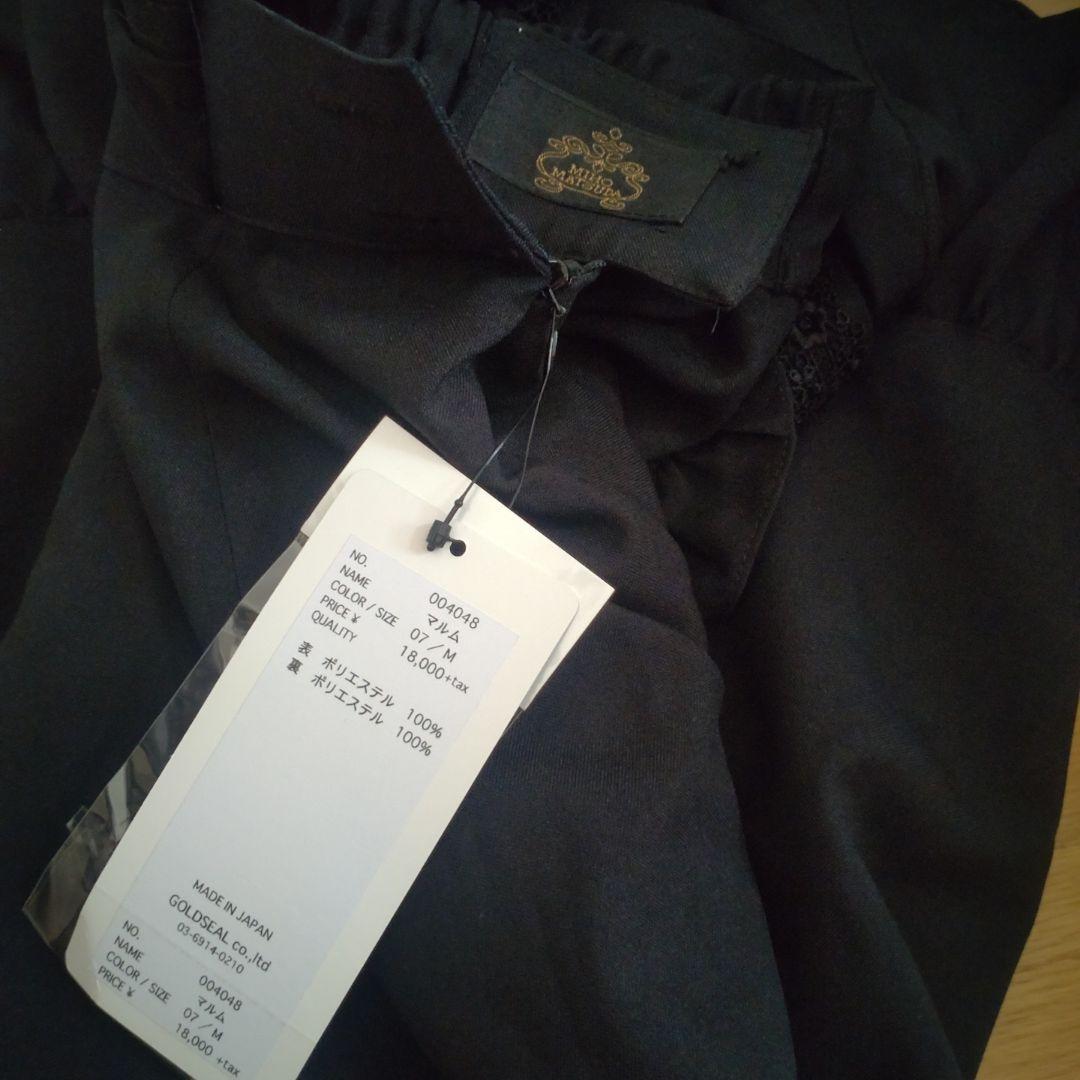 MIHO
MATSUDA
NO. 004048
NAME マルム
COLOR / SIZE 07 / M
PRICE ¥ 18,000+tax
QUALITY
表 ポリエステル 100%
裏 ポリエステル 100%
MADE IN JAPAN
GOLDSEAL co.,ltd
03-6914-0210
NO. 004048
NAME マルム
COLOR / SIZE 07 / M
PRICE ¥ 18,000 +tax